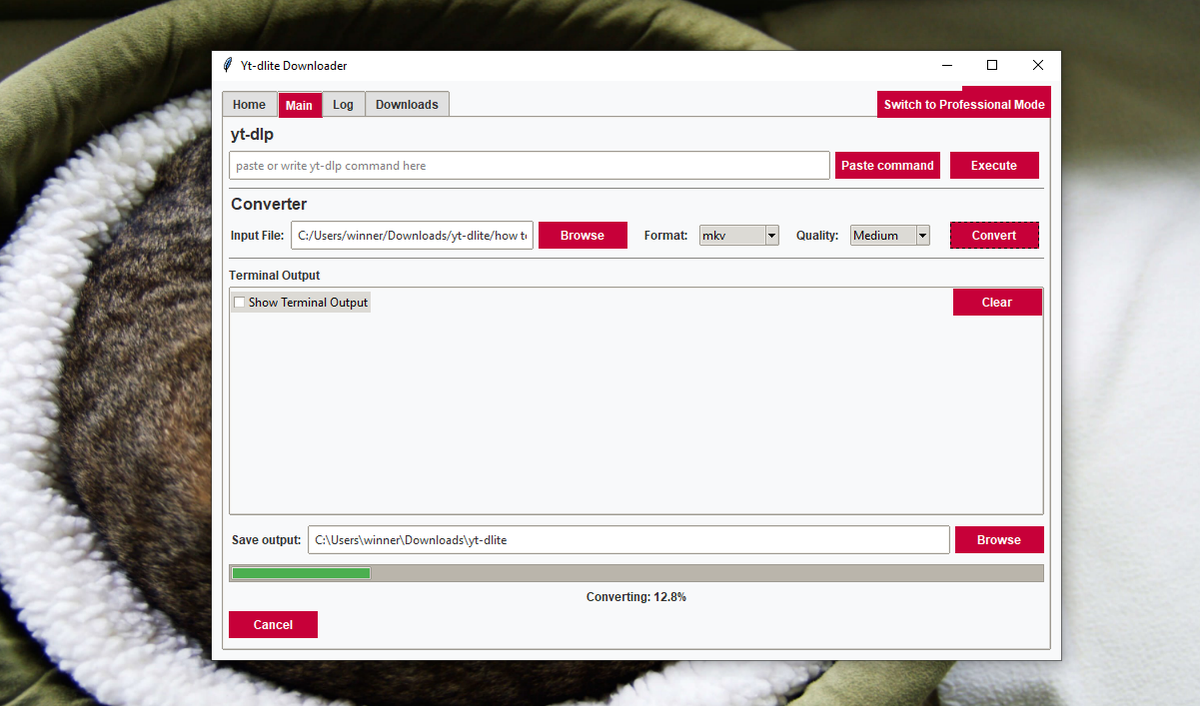 Yt-dlite Downloader
Home Main Log Downloads Switch to Professional Mode
yt-dlp
paste or write yt-dlp command here Paste command Execute
Converter
Input File: C:/Users/winner/Downloads/yt-dlite/how Browse Format: mkv Quality: Medium Convert
Terminal Output
Show Terminal Output Clear
Save output: C:\Users\winner\Downloads\yt-dlite Browse
Converting: 12.8%
Cancel